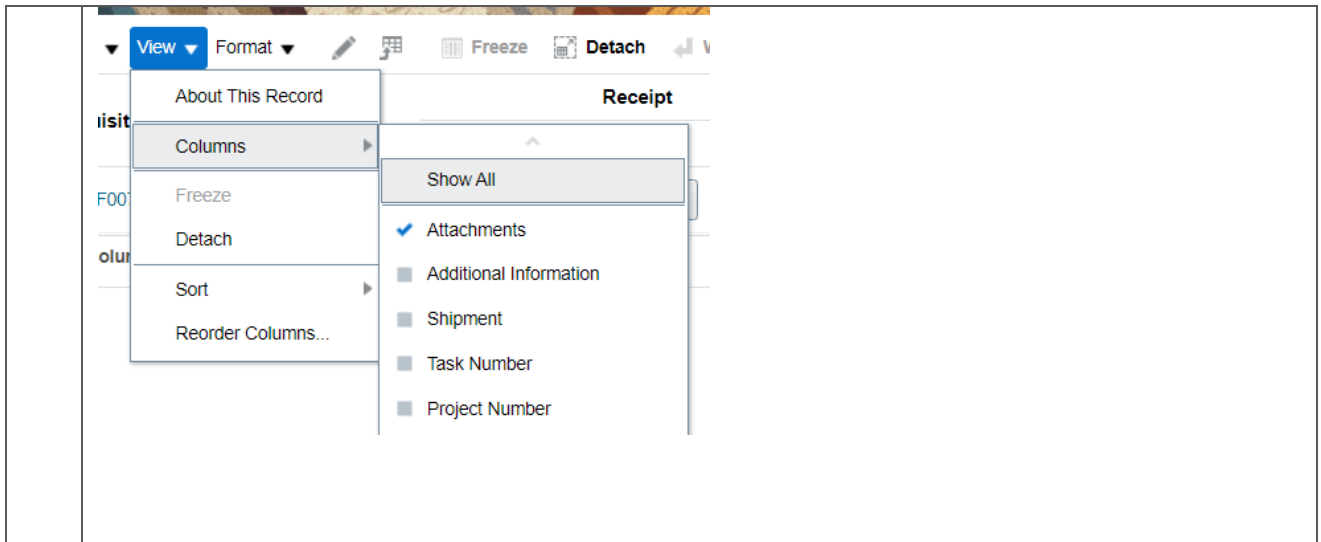 View Format Freeze Detach
About This Record
Receipt
Columns
Show All
Freeze
Attachments
Detach
Additional Information
Sort
Shipment
Reorder Columns...
Task Number
Project Number